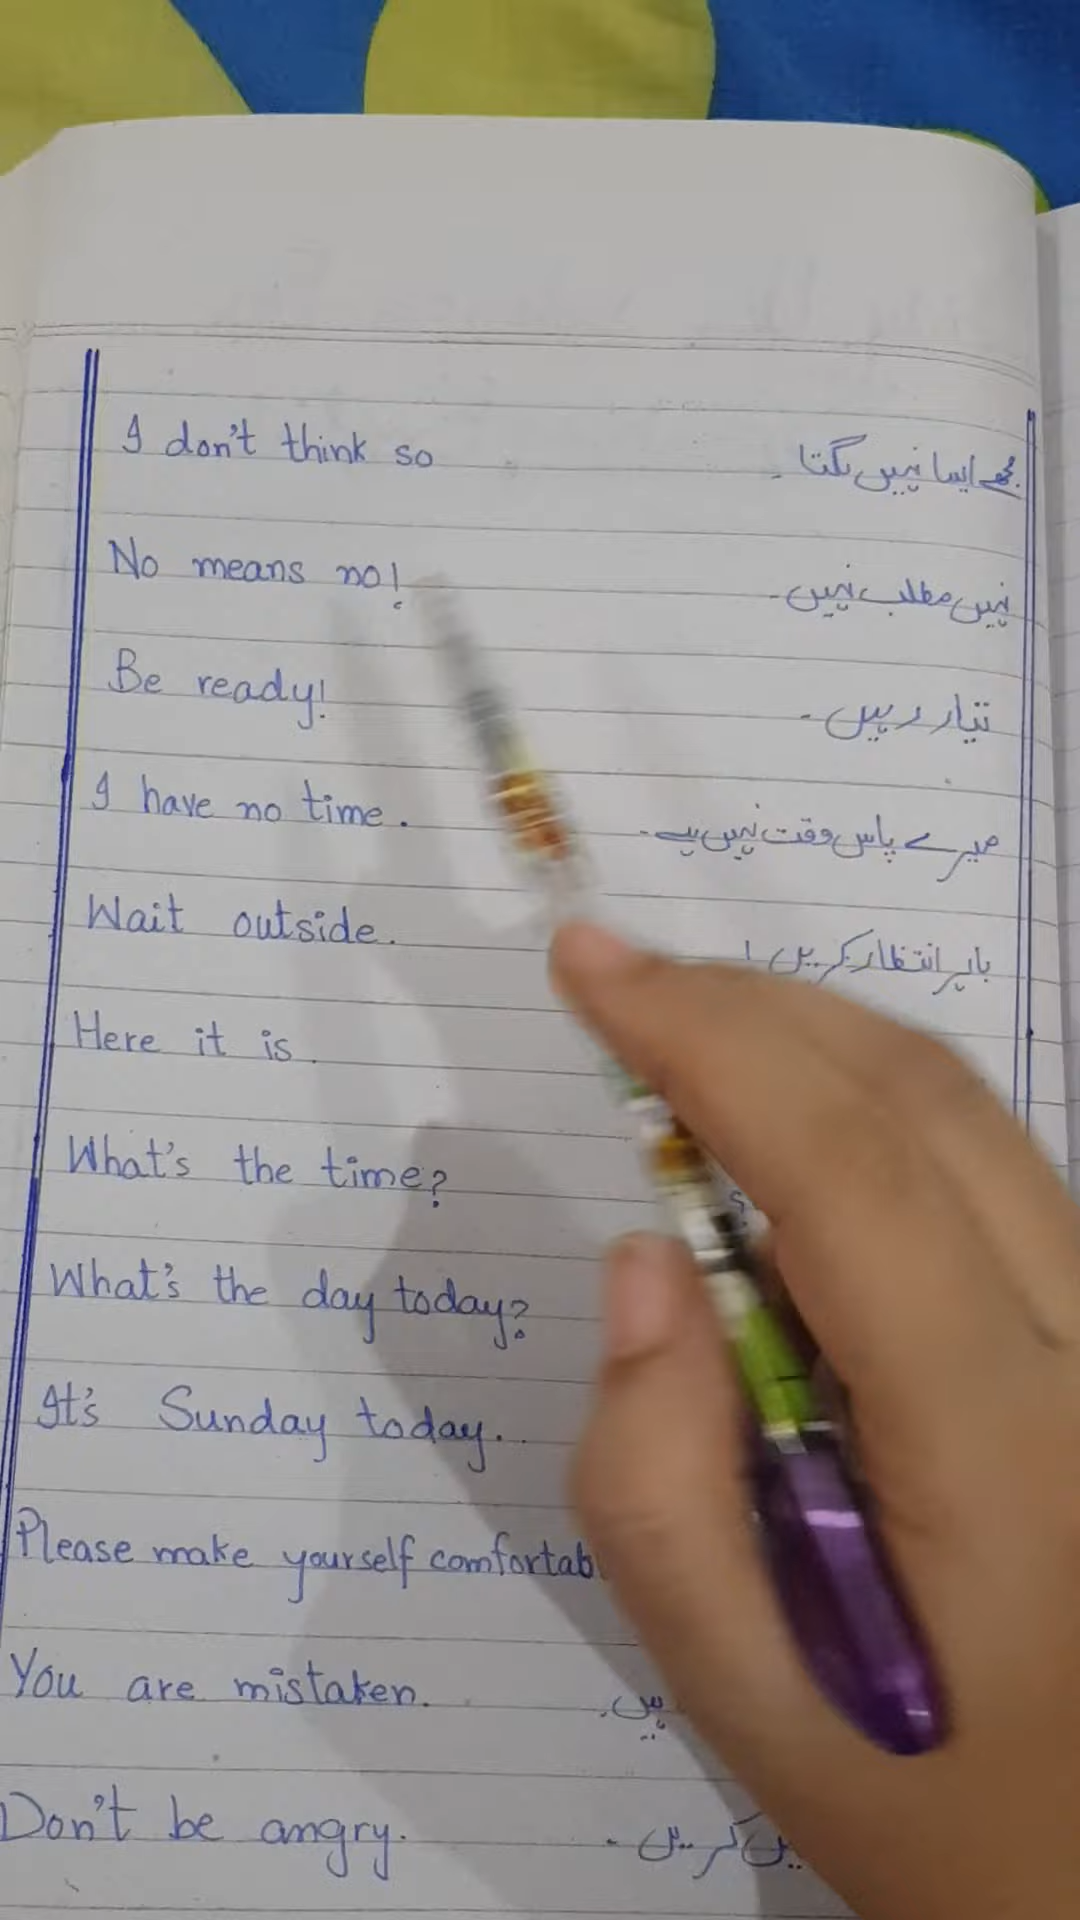 I don't think so مجھے ایسا نہیں لگتا۔
No means no! نہیں مطلب نہیں۔
Be ready! تیار رہیں۔
I have no time. میرے پاس وقت نہیں ہے۔
Wait outside. باہر انتظار کریں!
Here it is.
What's the time? ؟
What's the day today?
It's Sunday today.
Please make yourself comfortab
You are mistaken. ہیں۔
Don't be angry. کریں۔